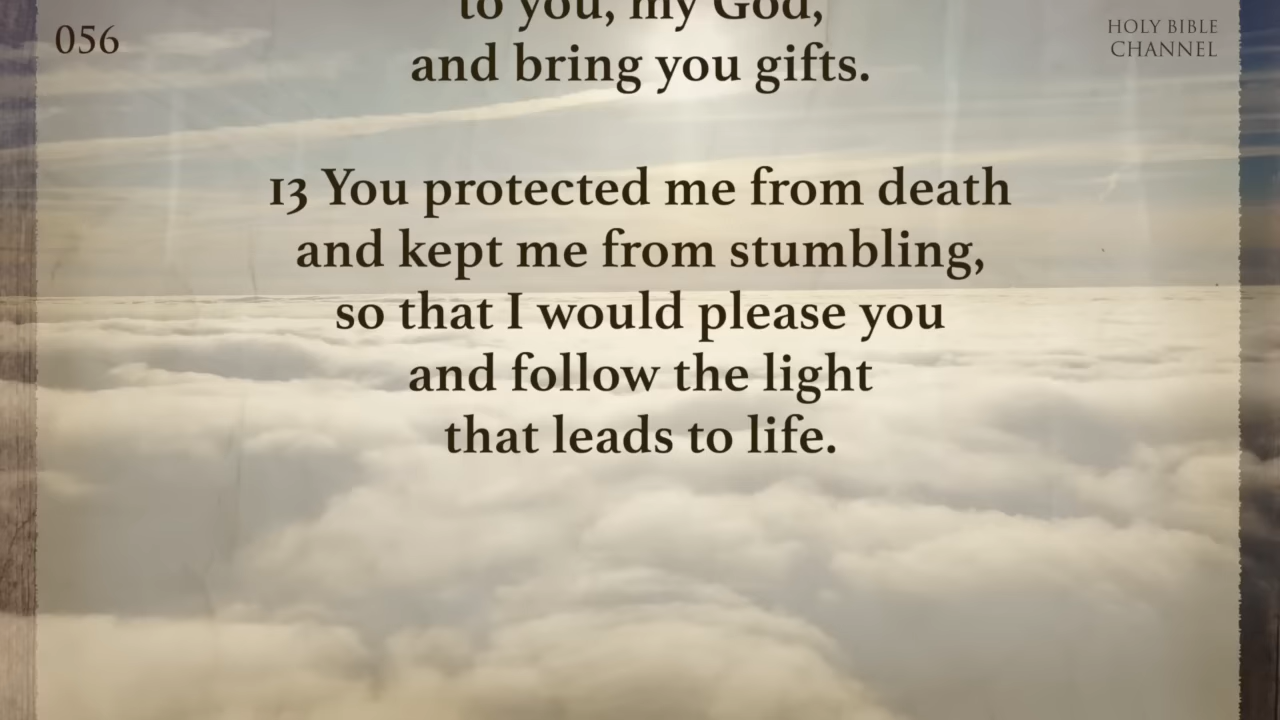 056
HOLY BIBLE
CHANNEL
to you, my God,
and bring you gifts.
13 You protected me from death
and kept me from stumbling,
so that I would please you
and follow the light
that leads to life.